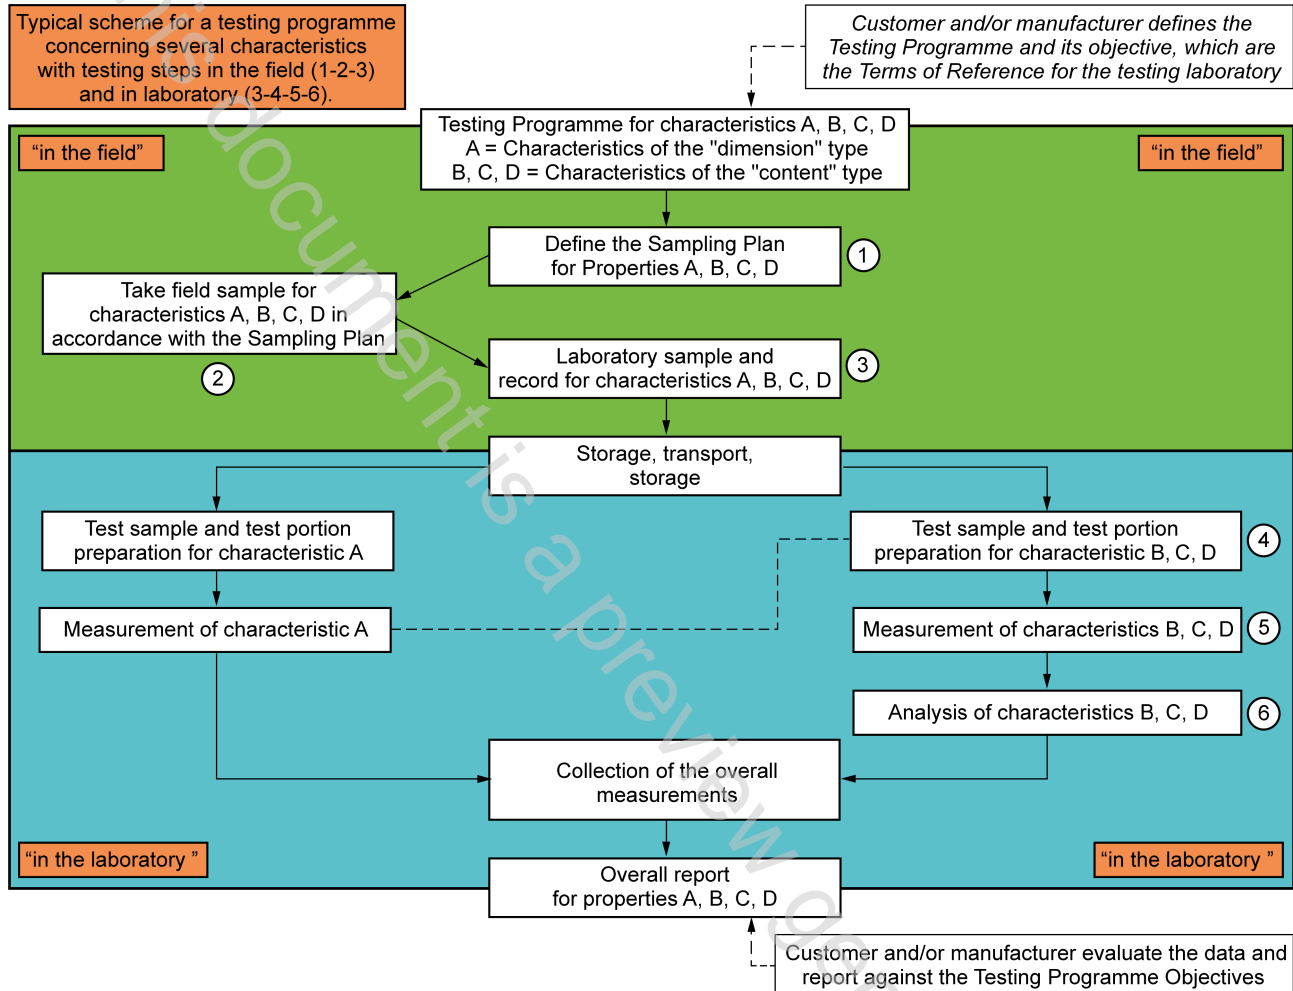 Typical scheme for a testing programme
concerning several characteristics
with testing steps in the field (1-2-3)
and in laboratory (3-4-5-6).
Customer and/or manufacturer defines the
Testing Programme and its objective, which are
the Terms of Reference for the testing laboratory
Testing Programme for characteristics A, B, C, D
A = Characteristics of the "dimension" type
B, C, D = Characteristics of the "content" type
“in the field”
“in the field”
Define the Sampling Plan
for Properties A, B, C, D
1
Take field sample for
characteristics A, B, C, D in
accordance with the Sampling Plan
2
Laboratory sample and
record for characteristics A, B, C, D
3
Storage, transport,
storage
Test sample and test portion
preparation for characteristic A
Test sample and test portion
preparation for characteristic B, C, D
4
Measurement of characteristic A
Measurement of characteristics B, C, D
5
Analysis of characteristics B, C, D
6
Collection of the overall
measurements
“in the laboratory ”
“in the laboratory ”
Overall report
for properties A, B, C, D
Customer and/or manufacturer evaluate the data and
report against the Testing Programme Objectives
his document is a preview ge